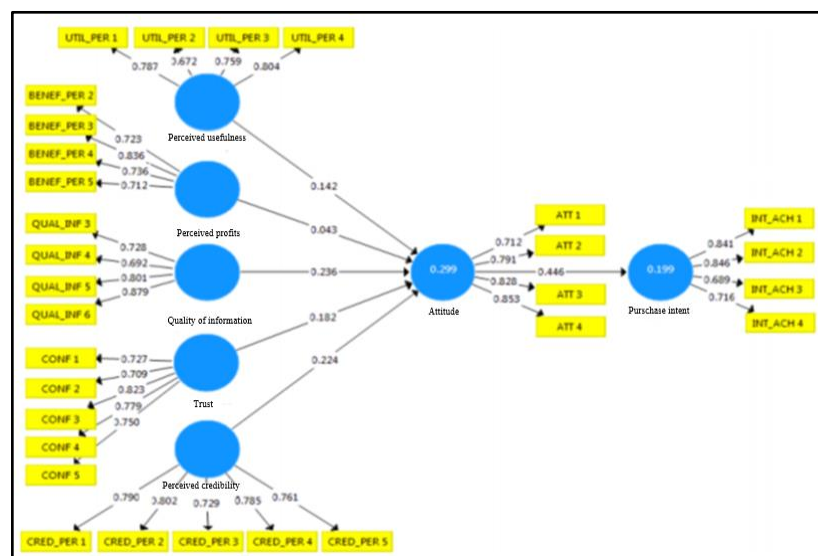 UTIL_PER 1
UTIL_PER 2
UTIL_PER 3
UTIL_PER 4
0.787
0.672
0.759
0.804
Perceived usefulness
BENEF_PER 2
BENEF_PER 3
BENEF_PER 4
BENEF_PER 5
0.723
0.836
0.736
0.712
Perceived profits
QUAL_INF 3
QUAL_INF 4
QUAL_INF 5
QUAL_INF 6
0.728
0.692
0.801
0.879
Quality of information
CONF 1
CONF 2
CONF 3
CONF 4
CONF 5
0.727
0.709
0.823
0.779
0.750
Trust
Perceived credibility
0.790
0.802
0.729
0.785
0.761
CRED_PER 1
CRED_PER 2
CRED_PER 3
CRED_PER 4
CRED_PER 5
0.142
0.043
0.236
0.182
0.224
0.299
Attitude
0.712
0.791
0.828
0.853
ATT 1
ATT 2
ATT 3
ATT 4
0.446
0.199
Purschase intent
0.841
0.846
0.689
0.716
INT_ACH 1
INT_ACH 2
INT_ACH 3
INT_ACH 4